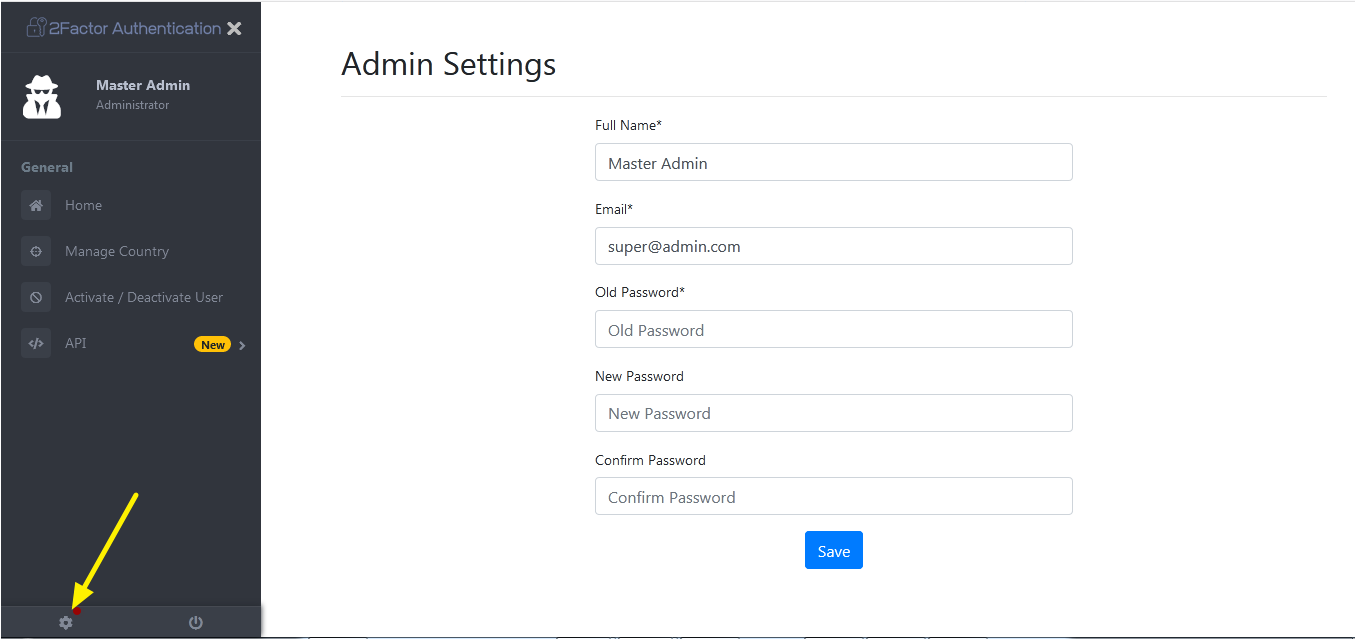 2Factor Authentication
Master Admin
Administrator
General
Home
Manage Country
Activate / Deactivate User
API New
Admin Settings
Full Name*
Master Admin
Email*
super@admin.com
Old Password*
Old Password
New Password
New Password
Confirm Password
Confirm Password
Save